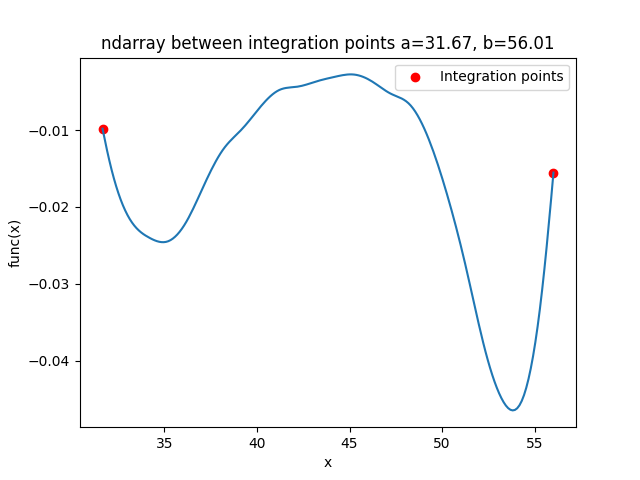 ndarray between integration points a=31.67, b=56.01
Integration points
−0.01
−0.02
−0.03
−0.04
func(x)
35 40 45 50 55
x